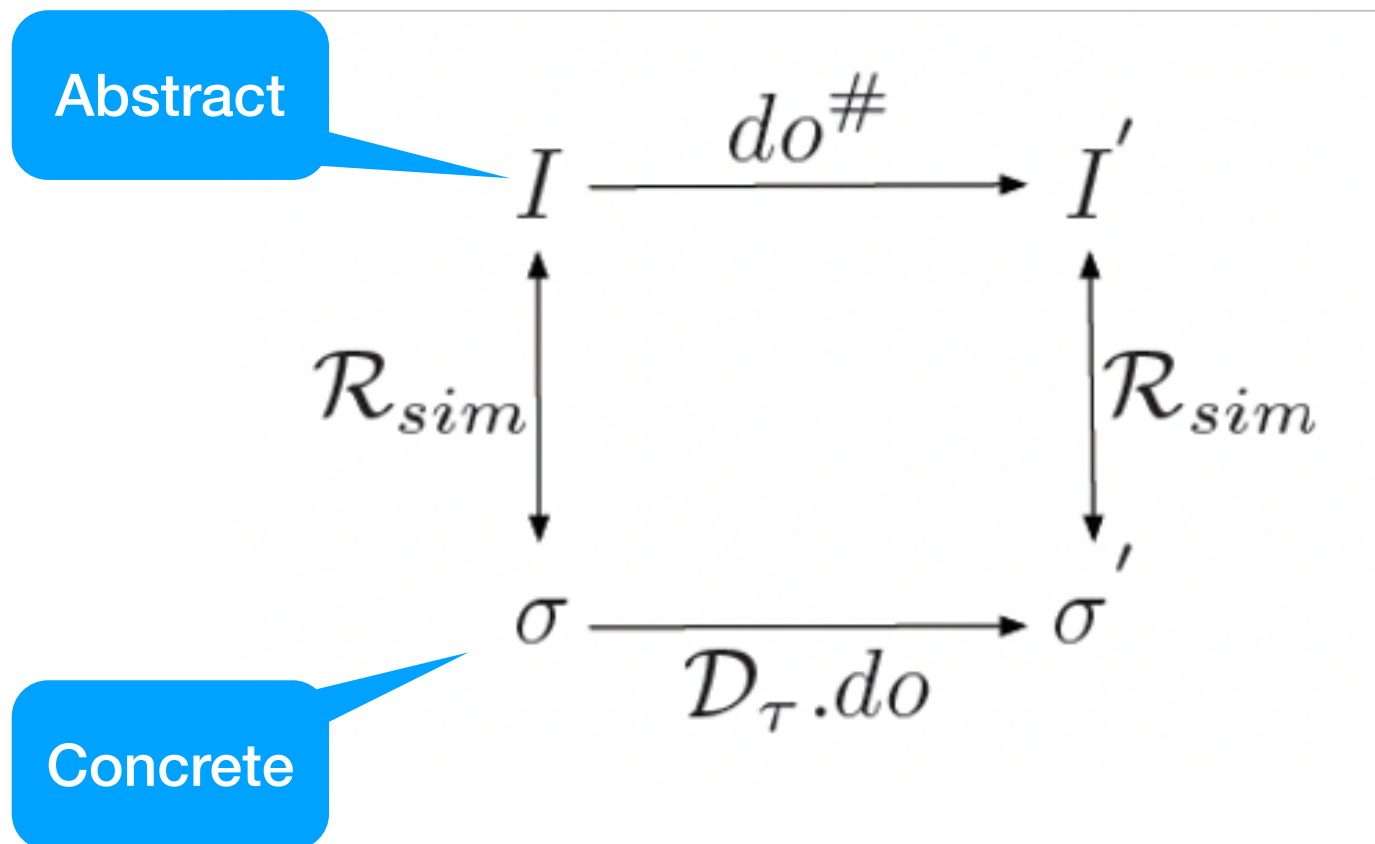 Abstract
do#
I
I′
R_sim
R_sim
σ
σ′
D_τ.do
Concrete